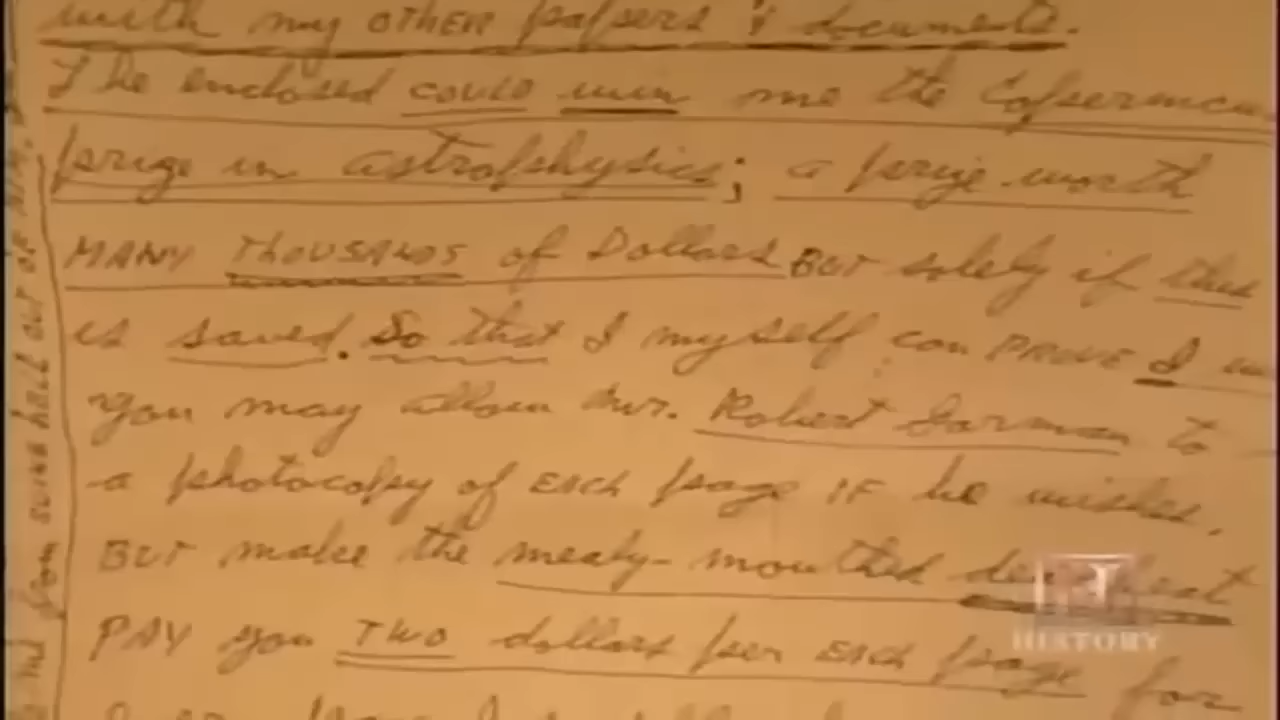 with my OTHER papers & documents.
The enclosed could win me the Copernicu
prize in astrophysics; a prize worth
MANY THOUSANDS of Dollars BUT solely if this
is saved. So that I myself can PROVE I
you may allow Mr. Robert Garman to
a photocopy of EACH page IF he wishes.
BUT make the mealy-mouthed
PAY you TWO dollars per EACH page for
HISTORY